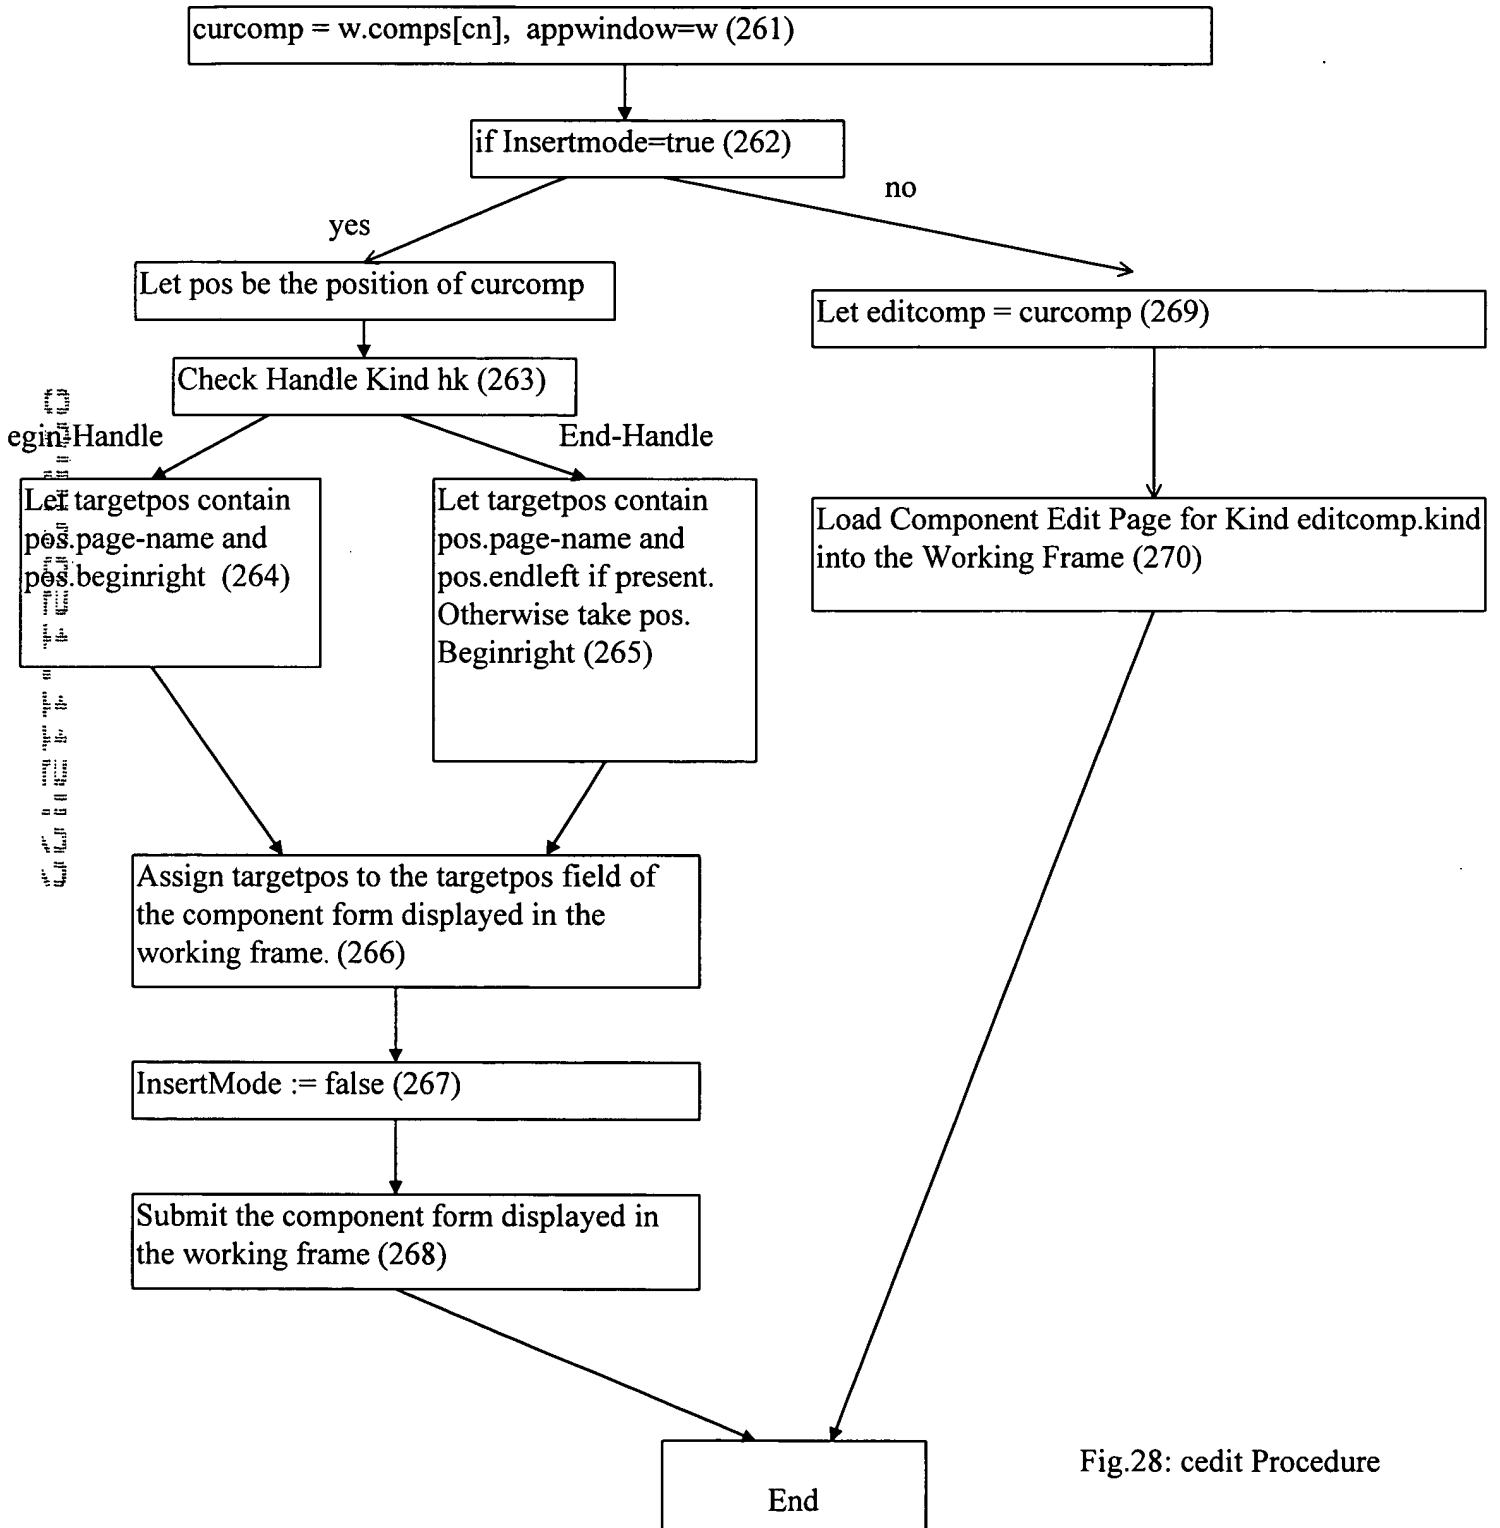 curcomp = w.comps[cn], appwindow=w (261)
if Insertmode=true (262)
yes
no
Let pos be the position of curcomp
Let editcomp = curcomp (269)
Check Handle Kind hk (263)
egin-Handle
End-Handle
Let targetpos contain
pos.page-name and
pos.beginright (264)
Let targetpos contain
pos.page-name and
pos.endleft if present.
Otherwise take pos.
Beginright (265)
Load Component Edit Page for Kind editcomp.kind
into the Working Frame (270)
Assign targetpos to the targetpos field of
the component form displayed in the
working frame. (266)
InsertMode := false (267)
Submit the component form displayed in
the working frame (268)
End
Fig.28: cedit Procedure